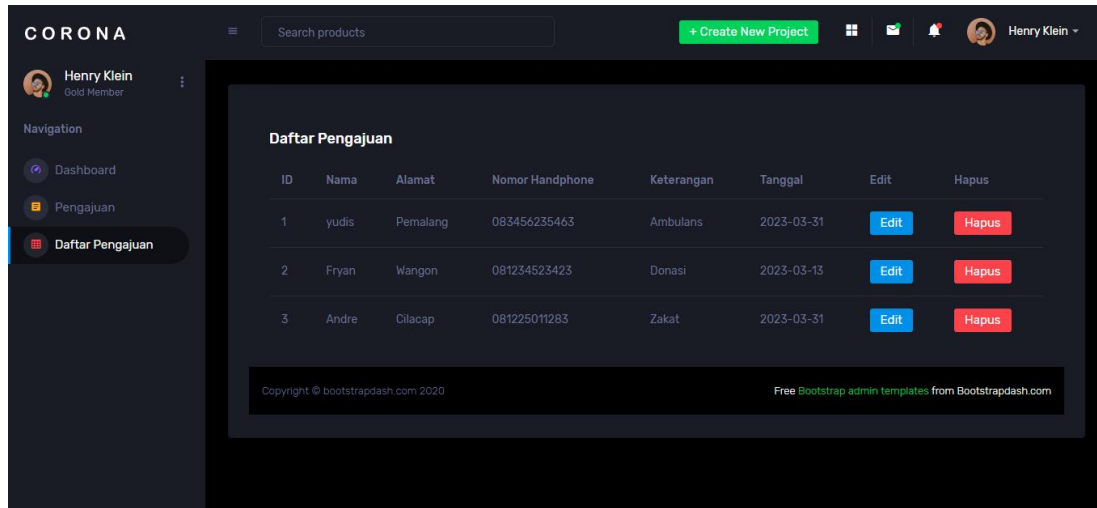 CORONA
Search products
+ Create New Project
Henry Klein
Henry Klein
Gold Member
Navigation
Dashboard
Pengajuan
Daftar Pengajuan
Daftar Pengajuan
ID Nama Alamat Nomor Handphone Keterangan Tanggal Edit Hapus
1 yudis Pemalang 083456235463 Ambulans 2023-03-31 Edit Hapus
2 Fryan Wangon 081234523423 Donasi 2023-03-13 Edit Hapus
3 Andre Cilacap 081225011283 Zakat 2023-03-31 Edit Hapus
Copyright © bootstrapdash.com 2020 Free Bootstrap admin templates from Bootstrapdash.com